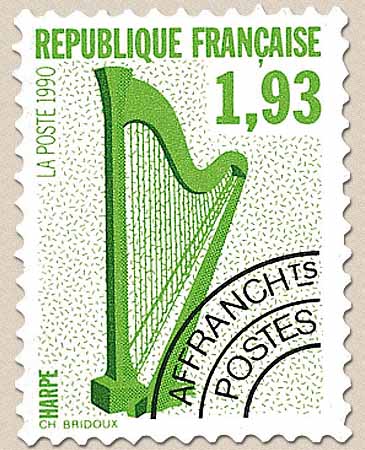 REPUBLIQUE FRANÇAISE
1,93
LA POSTE 1990
AFFRANCHTS
POSTES
HARPE
CH BRIDOUX